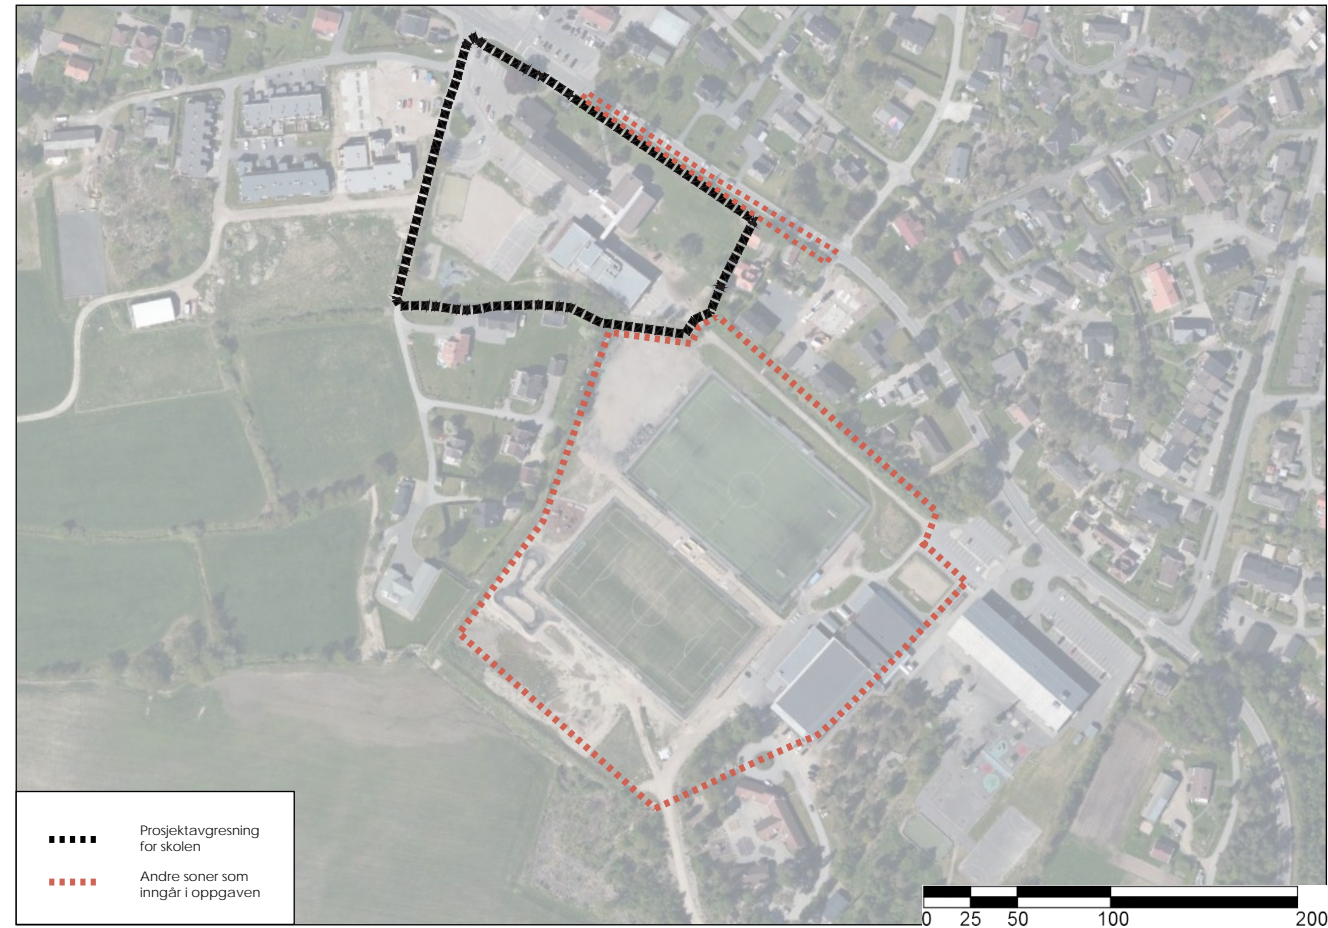 Prosjektavgresning
for skolen
Andre soner som
inngår i oppgaven
0 25 50 100 200